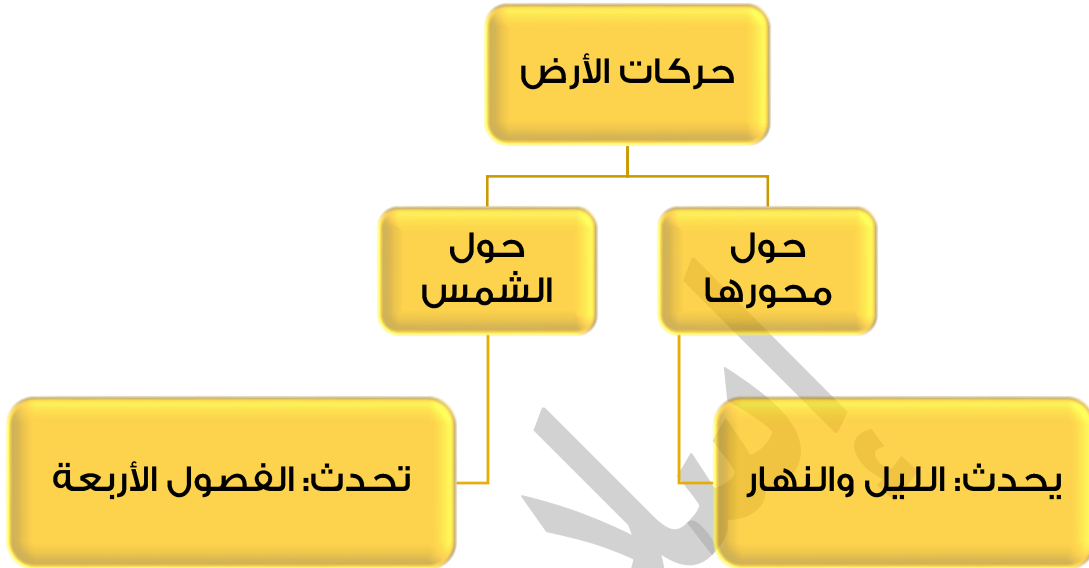 حركات الأرض
حول
محورها
حول
الشمس
يحدث: الليل والنهار
تحدث: الفصول الأربعة